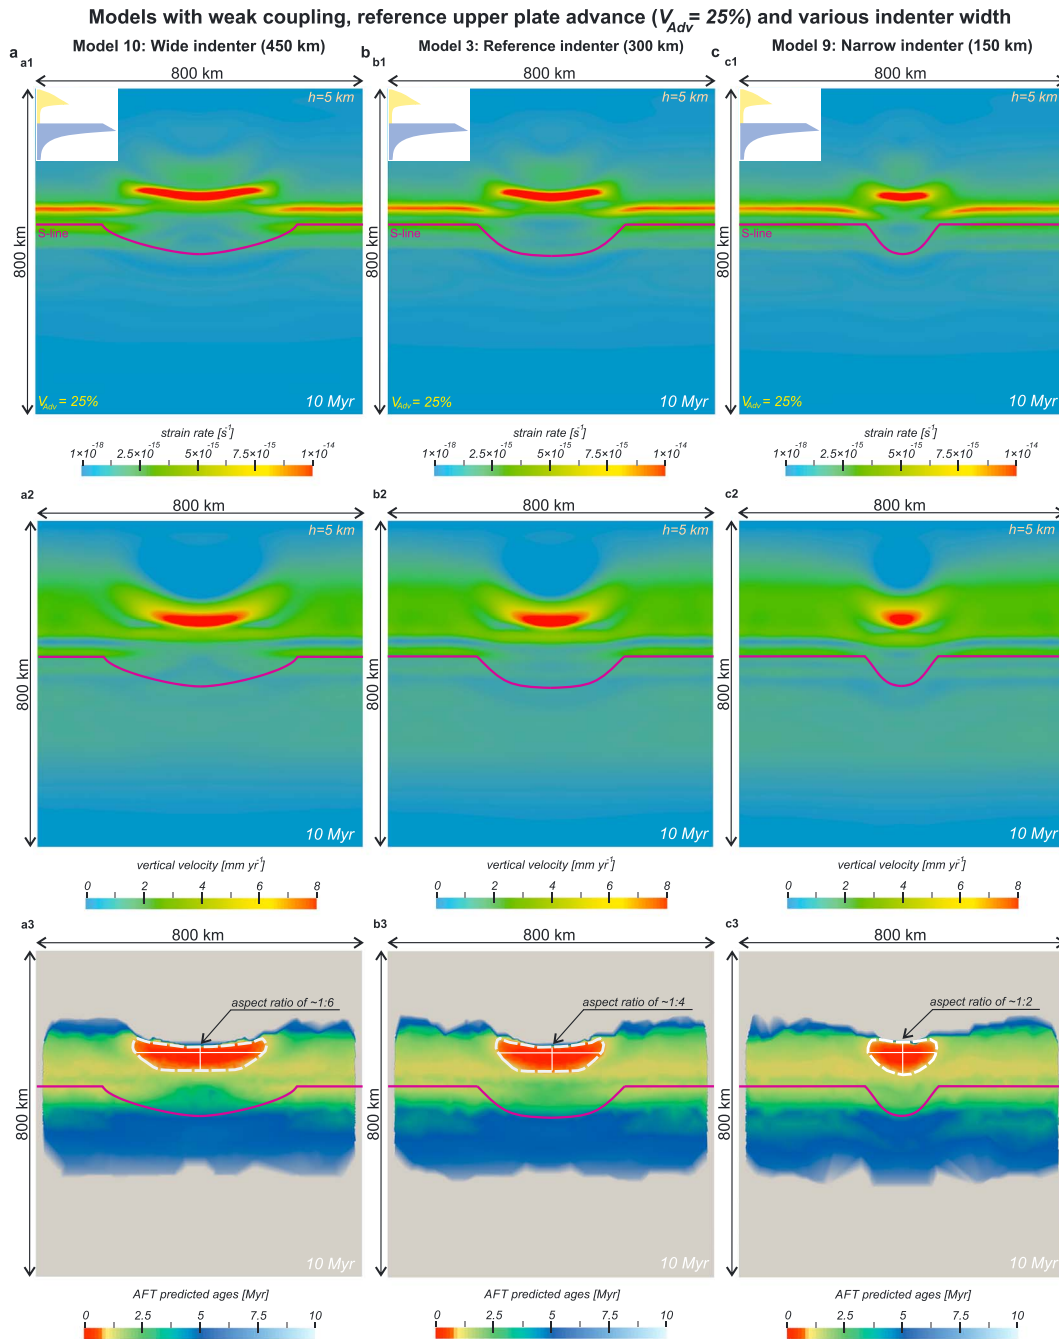 Models with weak coupling, reference upper plate advance (V_Adv = 25%) and various indenter width
a Model 10: Wide indenter (450 km) b Model 3: Reference indenter (300 km) c Model 9: Narrow indenter (150 km)
a1 b1 c1
800 km 800 km 800 km
h=5 km h=5 km h=5 km
S-line S-line S-line
800 km 800 km 800 km
V_Adv = 25% 10 Myr V_Adv = 25% 10 Myr V_Adv = 25% 10 Myr
strain rate [s⁻¹] strain rate [s⁻¹] strain rate [s⁻¹]
1×10⁻¹⁸ 2.5×10⁻¹⁵ 5×10⁻¹⁵ 7.5×10⁻¹⁵ 1×10⁻¹⁴ 1×10⁻¹⁸ 2.5×10⁻¹⁵ 5×10⁻¹⁵ 7.5×10⁻¹⁵ 1×10⁻¹⁴ 1×10⁻¹⁸ 2.5×10⁻¹⁵ 5×10⁻¹⁵ 7.5×10⁻¹⁵ 1×10⁻¹⁴
a2 b2 c2
800 km 800 km 800 km
h=5 km h=5 km h=5 km
800 km 800 km 800 km
10 Myr 10 Myr 10 Myr
vertical velocity [mm yr⁻¹] vertical velocity [mm yr⁻¹] vertical velocity [mm yr⁻¹]
0 2 4 6 8 0 2 4 6 8 0 2 4 6 8
a3 b3 c3
800 km 800 km 800 km
aspect ratio of ~1:6 aspect ratio of ~1:4 aspect ratio of ~1:2
800 km 800 km 800 km
10 Myr 10 Myr 10 Myr
AFT predicted ages [Myr] AFT predicted ages [Myr] AFT predicted ages [Myr]
0 2.5 5 7.5 10 0 2.5 5 7.5 10 0 2.5 5 7.5 10